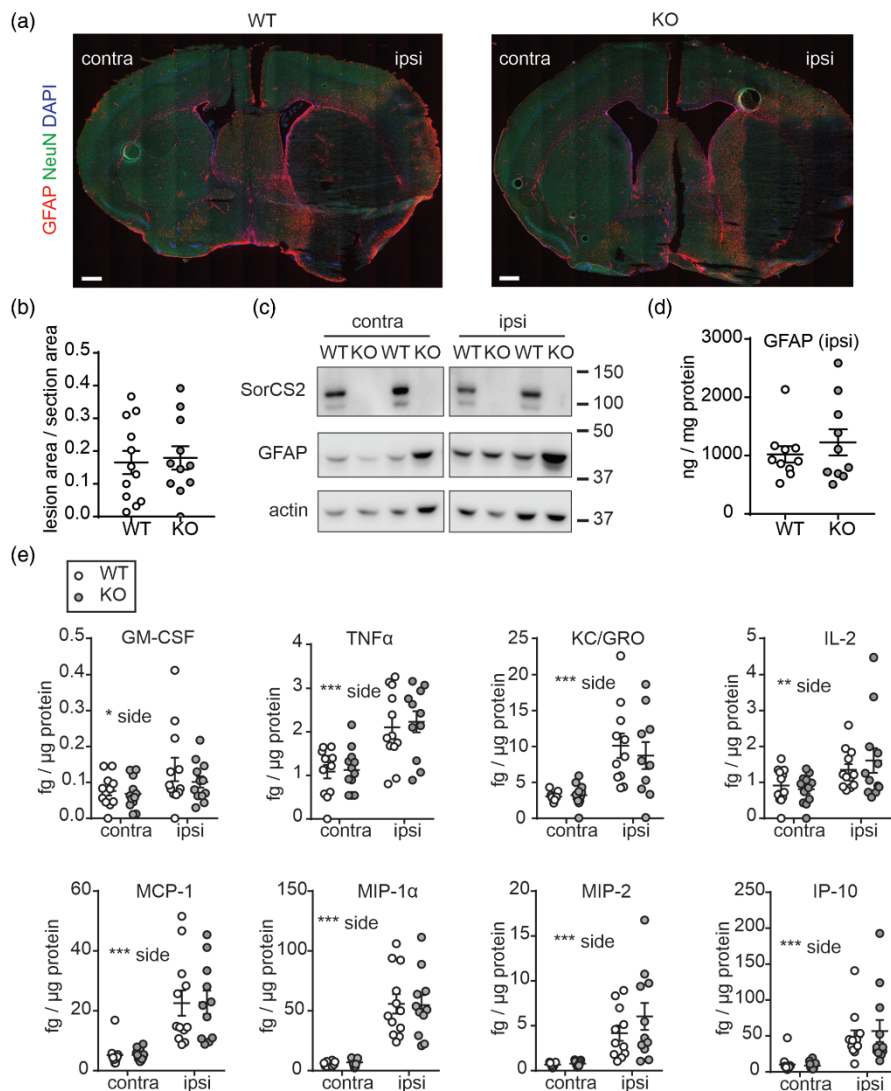 (a)
WT
KO
contra
ipsi
contra
ipsi
GFAP NeuN DAPI
(b)
lesion area / section area
0.5
0.4
0.3
0.2
0.1
0.0
WT
KO
(c)
contra
ipsi
WT KO WT KO
WT KO WT KO
SorCS2
150
100
GFAP
50
37
actin
37
(d)
GFAP (ipsi)
ng / mg protein
3000
2000
1000
0
WT
KO
(e)
WT
KO
GM-CSF
fg / µg protein
0.5
0.4
0.3
0.2
0.1
0.0
* side
contra
ipsi
TNFα
fg / µg protein
4
3
2
1
0
*** side
contra
ipsi
KC/GRO
fg / µg protein
25
20
15
10
5
0
*** side
contra
ipsi
IL-2
fg / µg protein
5
4
3
2
1
0
** side
contra
ipsi
MCP-1
fg / µg protein
60
40
20
0
*** side
contra
ipsi
MIP-1α
fg / µg protein
150
100
50
0
*** side
contra
ipsi
MIP-2
fg / µg protein
20
15
10
5
0
*** side
contra
ipsi
IP-10
fg / µg protein
250
200
150
100
50
0
*** side
contra
ipsi